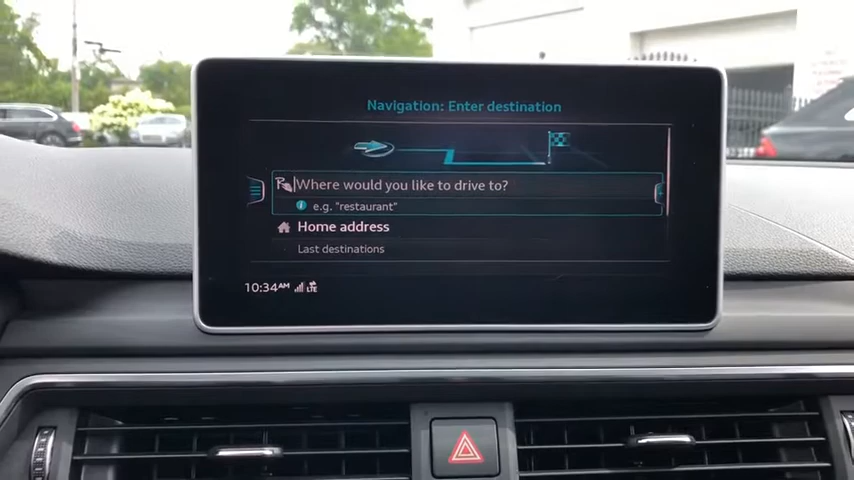 Navigation: Enter destination
Where would you like to drive to?
e.g. "restaurant"
Home address
Last destinations
10:34AM LTE